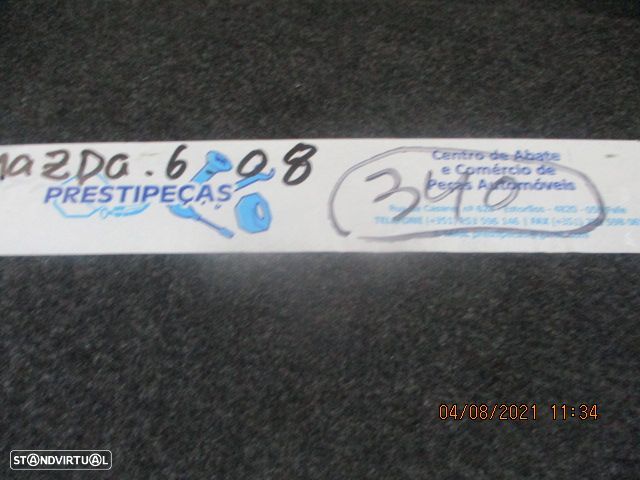 MAZDA. 6 08
PRESTIPEÇAS
340
Centro de Abate
e Comércio de
Peças Automóveis
04/08/2021 11:34
STANDVIRTUAL